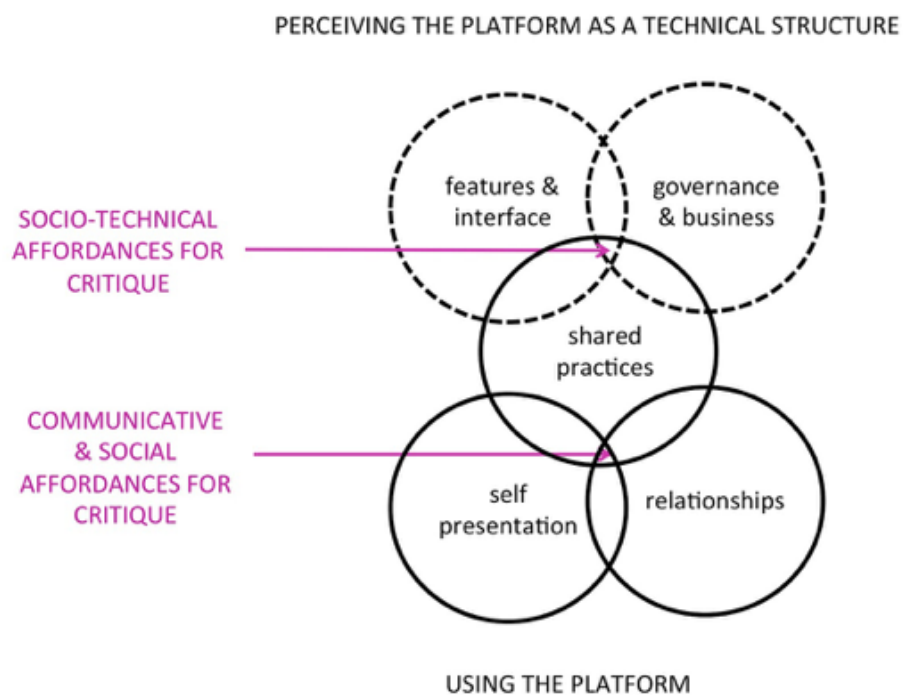 PERCEIVING THE PLATFORM AS A TECHNICAL STRUCTURE
features &
interface
governance
& business
SOCIO-TECHNICAL
AFFORDANCES FOR
CRITIQUE
shared
practices
COMMUNICATIVE
& SOCIAL
AFFORDANCES FOR
CRITIQUE
self
presentation
relationships
USING THE PLATFORM